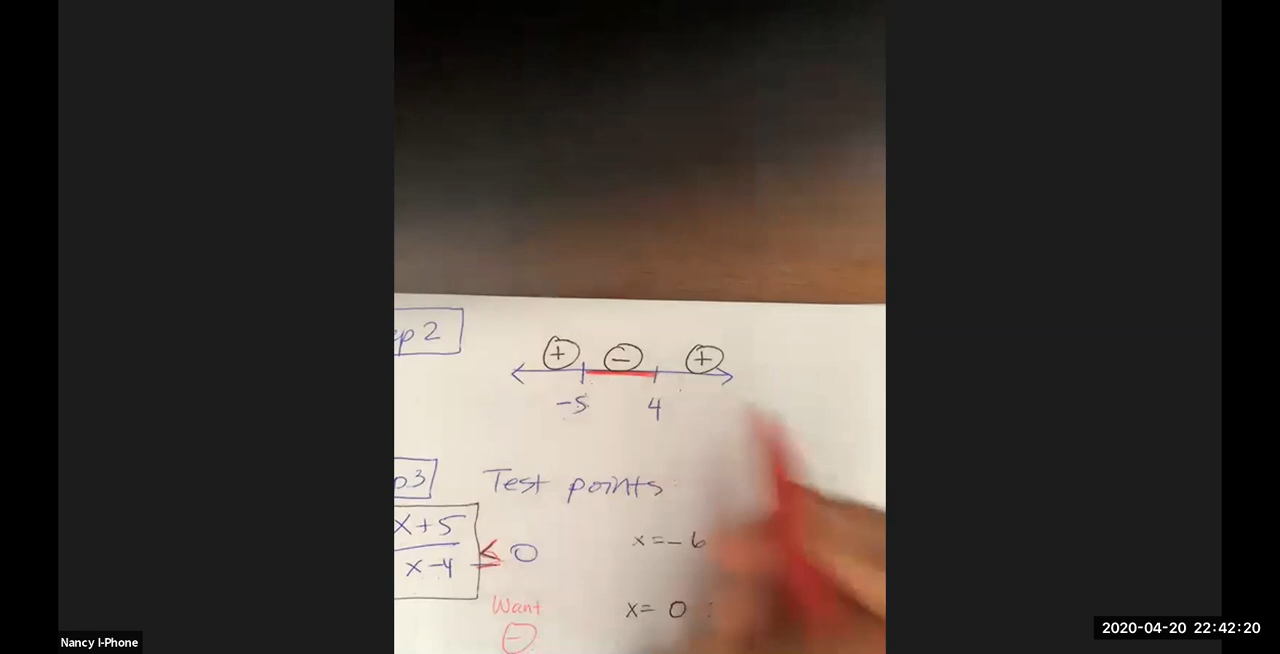 p 2
+ − +
-5 4
p3
Test points
x+5
x-4
≤ 0
x = -6
Want
−
x= 0 :
Nancy I-Phone
2020-04-20 22:42:20